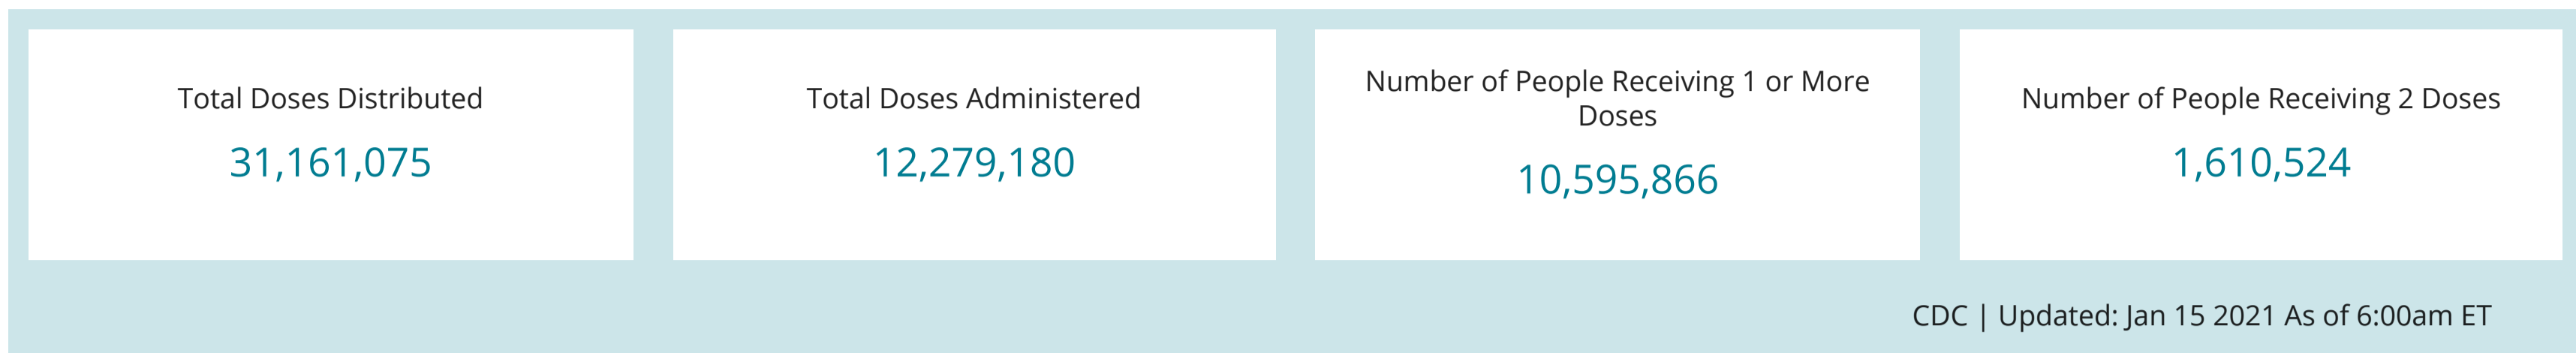 Total Doses Distributed
31,161,075
Total Doses Administered
12,279,180
Number of People Receiving 1 or More
Doses
10,595,866
Number of People Receiving 2 Doses
1,610,524
CDC | Updated: Jan 15 2021 As of 6:00am ET